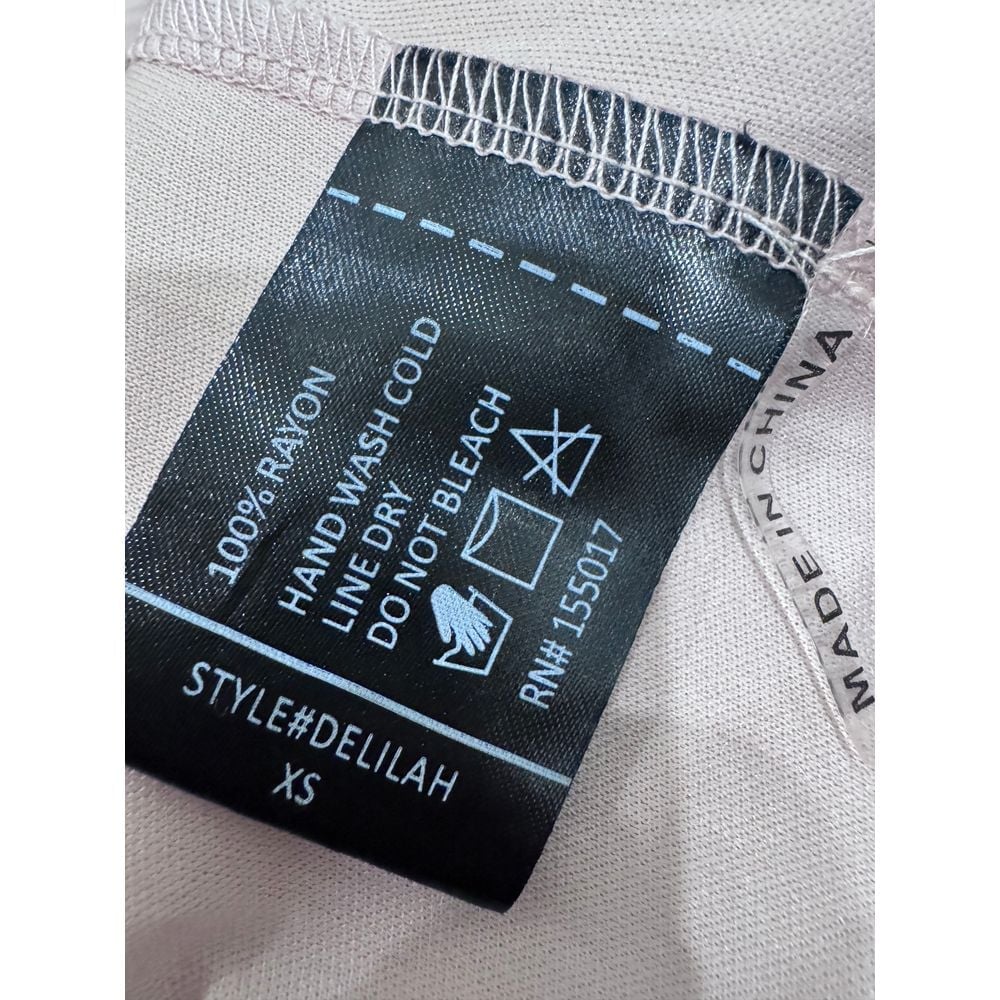 100% RAYON
HAND WASH COLD
LINE DRY
DO NOT BLEACH
RN# 155017
STYLE#DELILAH
XS
MADE IN CHINA